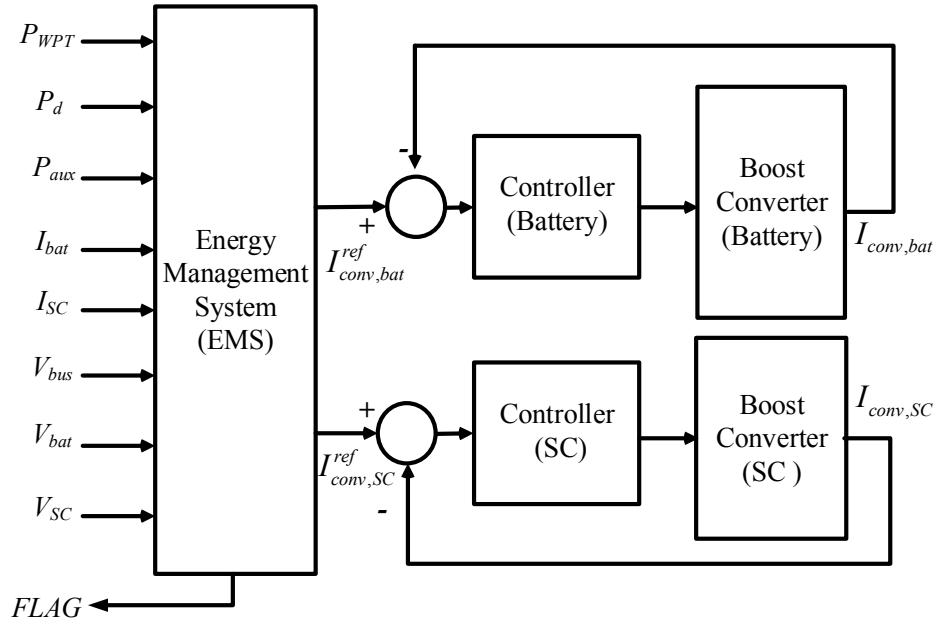 P_WPT
P_d
P_aux
I_bat
I_SC
V_bus
V_bat
V_SC
FLAG
Energy
Management
System
(EMS)
-
+
I^ref_conv,bat
Controller
(Battery)
Boost
Converter
(Battery)
I_conv,bat
+
I^ref_conv,SC
-
Controller
(SC)
Boost
Converter
(SC )
I_conv,SC